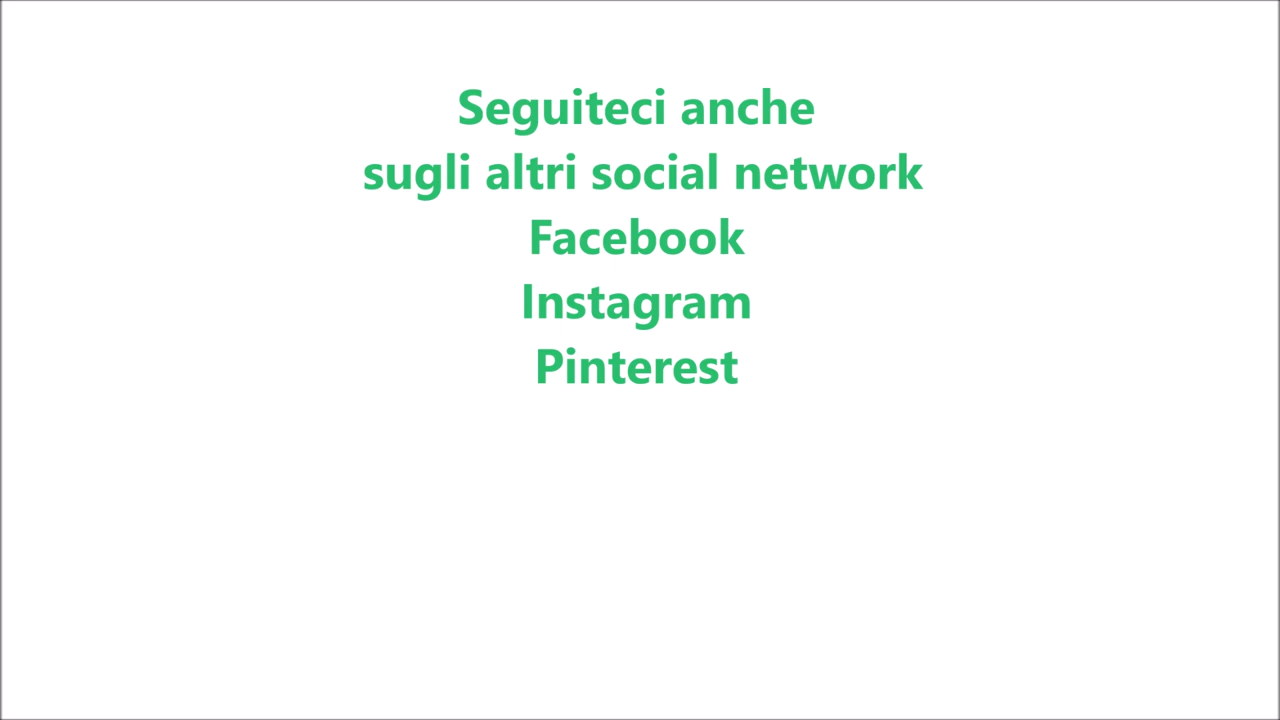 Seguiteci anche
sugli altri social network
Facebook
Instagram
Pinterest